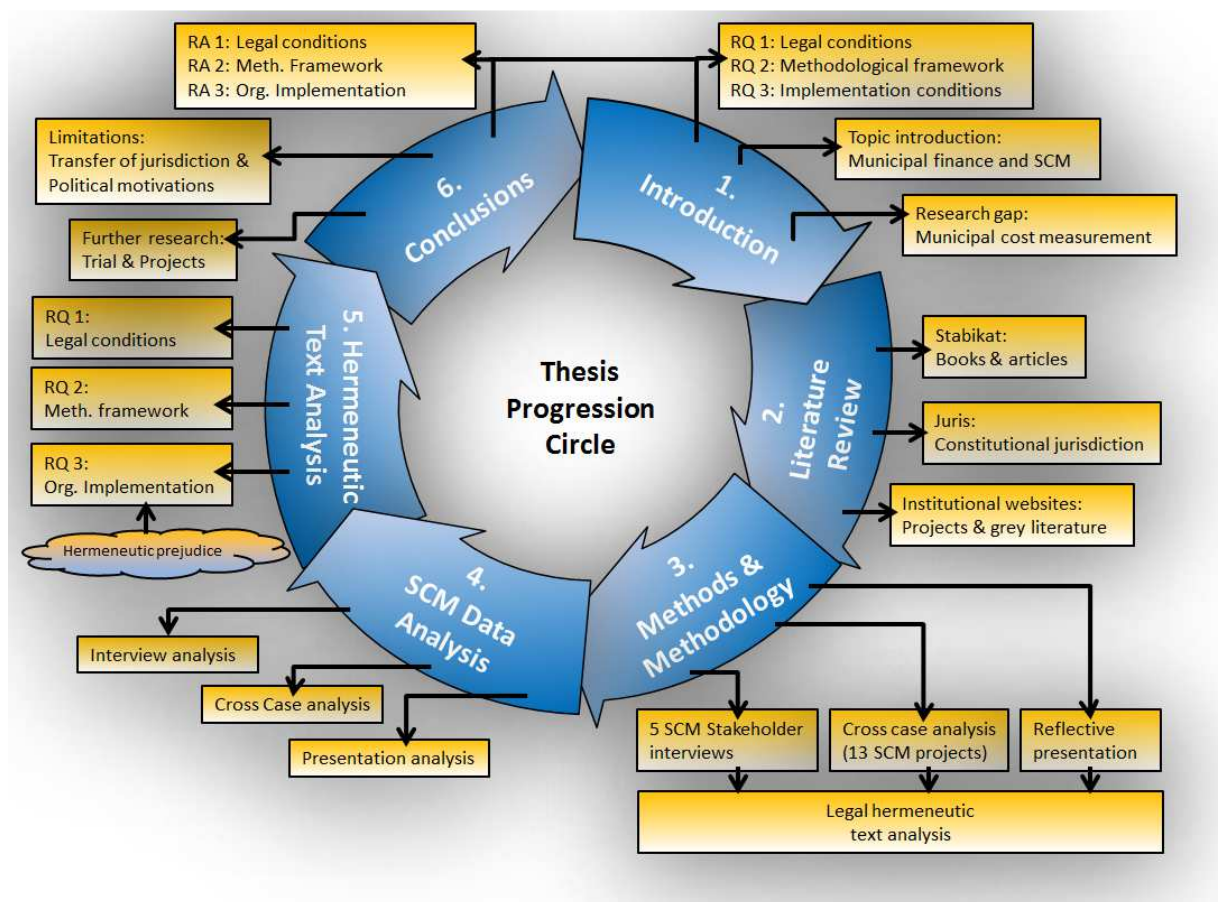 RA 1: Legal conditions
RA 2: Meth. Framework
RA 3: Org. Implementation
RQ 1: Legal conditions
RQ 2: Methodological framework
RQ 3: Implementation conditions
Limitations:
Transfer of jurisdiction &
Political motivations
Topic introduction:
Municipal finance and SCM
6.
Conclusions
1.
Introduction
Further research:
Trial & Projects
Research gap:
Municipal cost measurement
RQ 1:
Legal conditions
RQ 2:
Meth. framework
RQ 3:
Org. Implementation
Hermeneutic prejudice
5. Hermeneutic
Text Analysis
Thesis
Progression
Circle
2.
Literature
Review
Stabikat:
Books & articles
Juris:
Constitutional jurisdiction
Institutional websites:
Projects & grey literature
4.
SCM Data
Analysis
3.
Methods &
Methodology
Interview analysis
Cross Case analysis
Presentation analysis
5 SCM Stakeholder
interviews
Cross case analysis
(13 SCM projects)
Reflective
presentation
Legal hermeneutic
text analysis